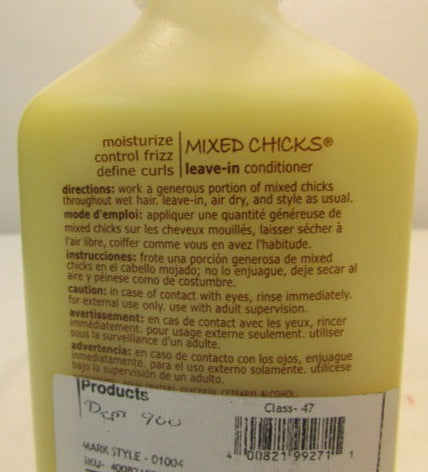 moisturize
control frizz
define curls
MIXED CHICKS®
leave-in conditioner
directions: work a generous portion of mixed chicks
throughout wet hair. leave-in, air dry, and style as usual.
mode d'emploi: appliquer une quantité généreuse de
mixed chicks sur les cheveux mouillés, laisser sécher à
l'air libre, coiffer comme vous en avez l'habitude.
instrucciones: frote una porción generosa de mixed
chicks en el cabello mojado; no lo enjuague, deje secar al
aire y peinese como de costumbre.
caution: in case of contact with eyes, rinse immediately.
for external use only. use with adult supervision.
avertissement: en cas de contact avec les yeux, rincer
immédiatement. pour usage externe seulement. utiliser
sous la surveillance d'un adulte.
advertencia: en caso de contacto con los ojos, enjuague
inmediatamente. para el uso externo solamente. utilícese
bajo la supervisión de un adulto.
GLYCERIN, CETEARYL ALCOHOL,
Products
Dept 960
Class- 47
MARK STYLE - 01004
4 00821 99271 1
SKU-